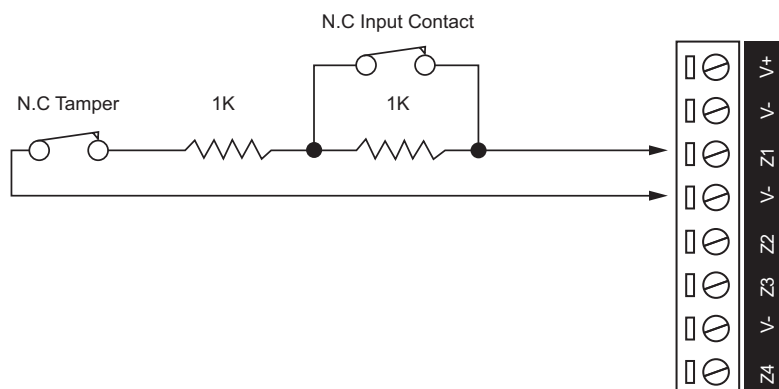 N.C Input Contact
N.C Tamper
1K
1K
V+
V-
Z1
V-
Z2
Z3
V-
Z4